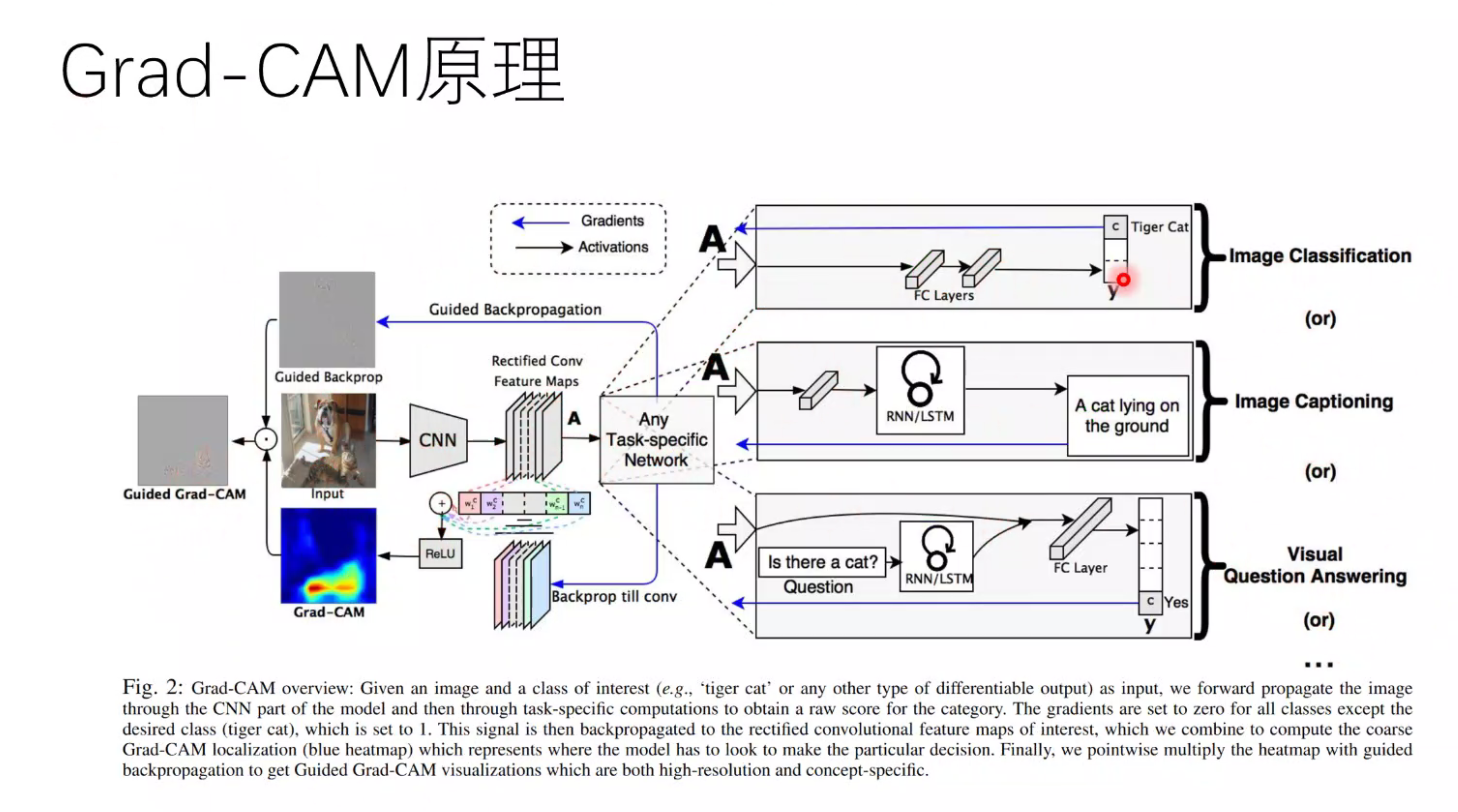 Grad-CAM原理
Gradients
Activations
A
c
Tiger Cat
FC Layers
y
Image Classification
(or)
Guided Backpropagation
Guided Backprop
Rectified Conv
Feature Maps
A
Any
Task-specific
Network
A
RNN/LSTM
A cat lying on
the ground
Image Captioning
(or)
CNN
Input
Guided Grad-CAM
+
w₁ᶜ
w₂ᶜ
wₙ₋₁ᶜ
wₙᶜ
=
ReLU
Grad-CAM
Backprop till conv
A
Is there a cat?
Question
RNN/LSTM
FC Layer
c
Yes
y
Visual
Question Answering
(or)
...
Fig. 2: Grad-CAM overview: Given an image and a class of interest (e.g., ‘tiger cat’ or any other type of differentiable output) as input, we forward propagate the image
through the CNN part of the model and then through task-specific computations to obtain a raw score for the category. The gradients are set to zero for all classes except the
desired class (tiger cat), which is set to 1. This signal is then backpropagated to the rectified convolutional feature maps of interest, which we combine to compute the coarse
Grad-CAM localization (blue heatmap) which represents where the model has to look to make the particular decision. Finally, we pointwise multiply the heatmap with guided
backpropagation to get Guided Grad-CAM visualizations which are both high-resolution and concept-specific.